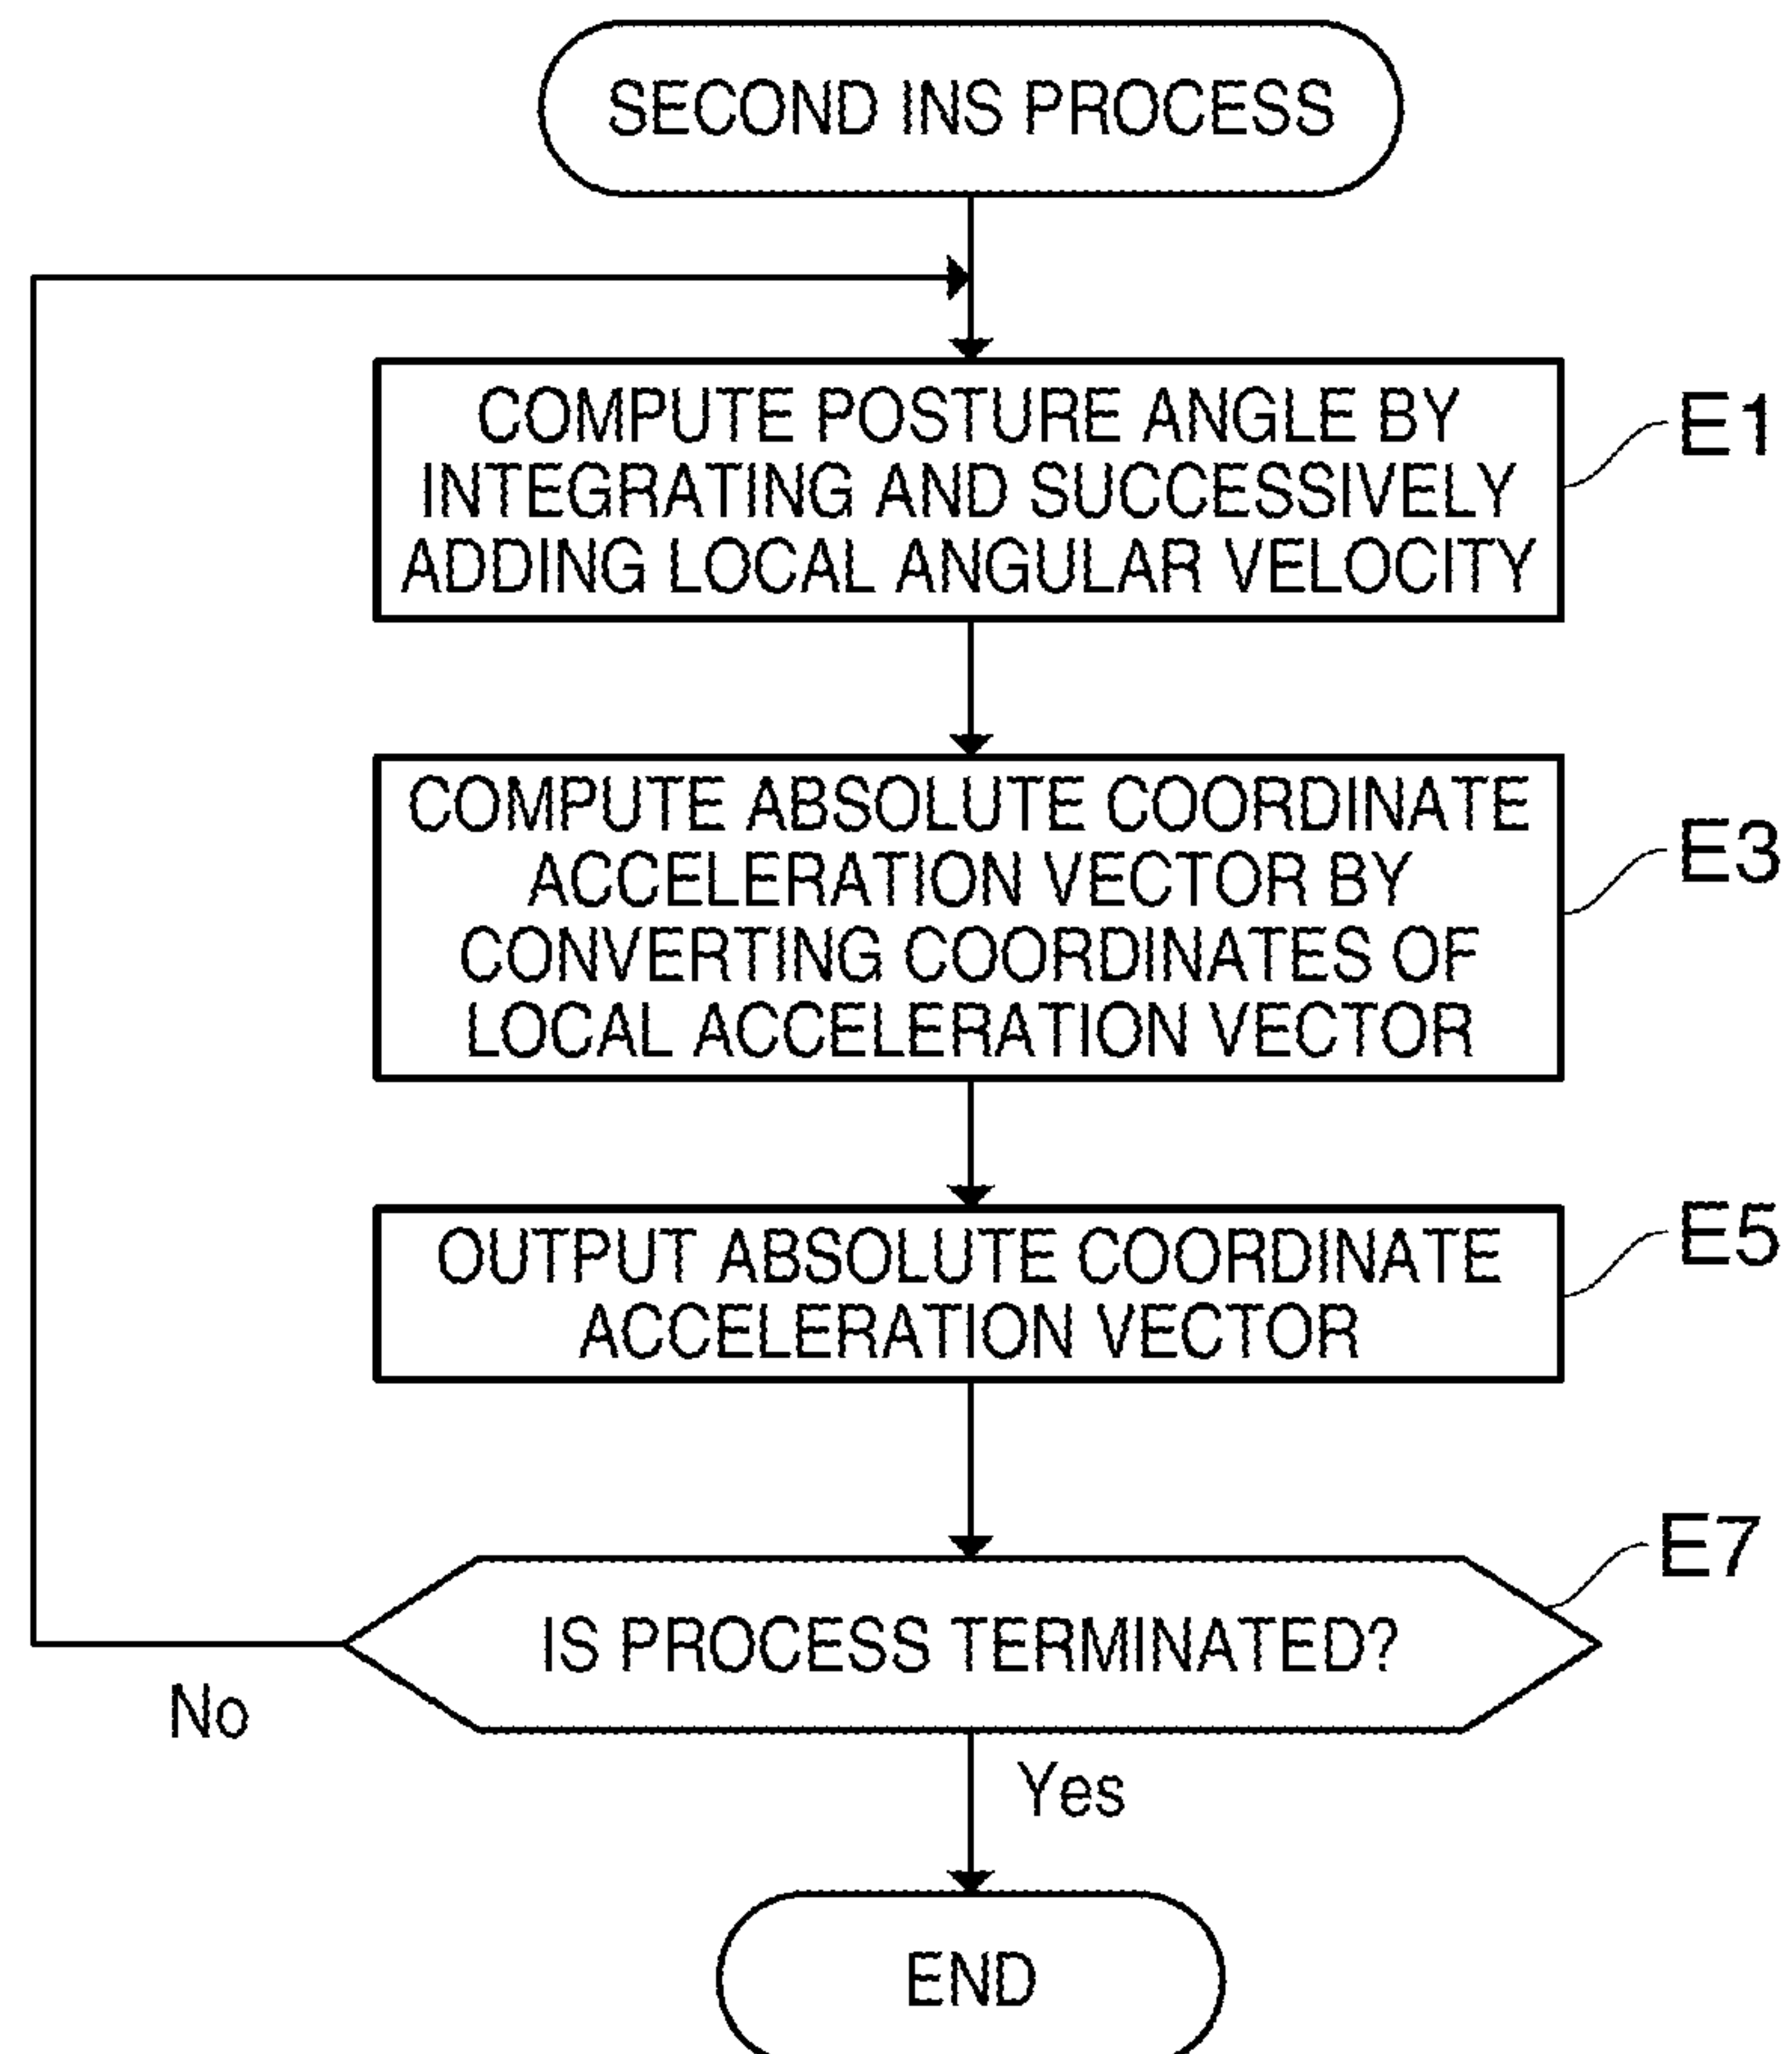 SECOND INS PROCESS
COMPUTE POSTURE ANGLE BY
INTEGRATING AND SUCCESSIVELY
ADDING LOCAL ANGULAR VELOCITY
E1
COMPUTE ABSOLUTE COORDINATE
ACCELERATION VECTOR BY
CONVERTING COORDINATES OF
LOCAL ACCELERATION VECTOR
E3
OUTPUT ABSOLUTE COORDINATE
ACCELERATION VECTOR
E5
IS PROCESS TERMINATED?
E7
No
Yes
END